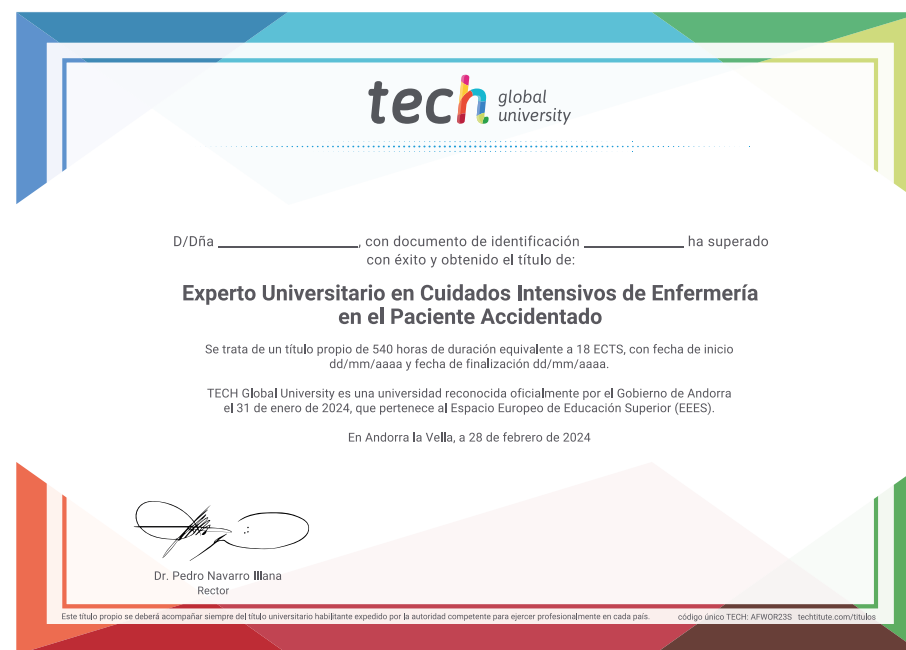 tech global university
D/Dña ____________________, con documento de identificación ______________ ha superado
con éxito y obtenido el título de:
Experto Universitario en Cuidados Intensivos de Enfermería
en el Paciente Accidentado
Se trata de un título propio de 540 horas de duración equivalente a 18 ECTS, con fecha de inicio
dd/mm/aaaa y fecha de finalización dd/mm/aaaa.
TECH Global University es una universidad reconocida oficialmente por el Gobierno de Andorra
el 31 de enero de 2024, que pertenece al Espacio Europeo de Educación Superior (EEES).
En Andorra la Vella, a 28 de febrero de 2024
Dr. Pedro Navarro Illana
Rector
Este título propio se deberá acompañar siempre del título universitario habilitante expedido por la autoridad competente para ejercer profesionalmente en cada país. código único TECH: AFWOR23S techtitute.com/titulos